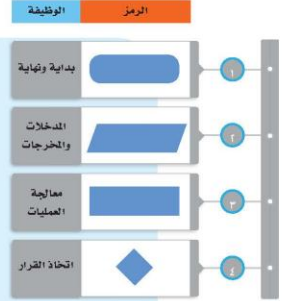 الرمز الوظيفة
١ بداية ونهاية
٢ المدخلات
والمخرجات
٣ معالجة
العمليات
٤ اتخاذ القرار